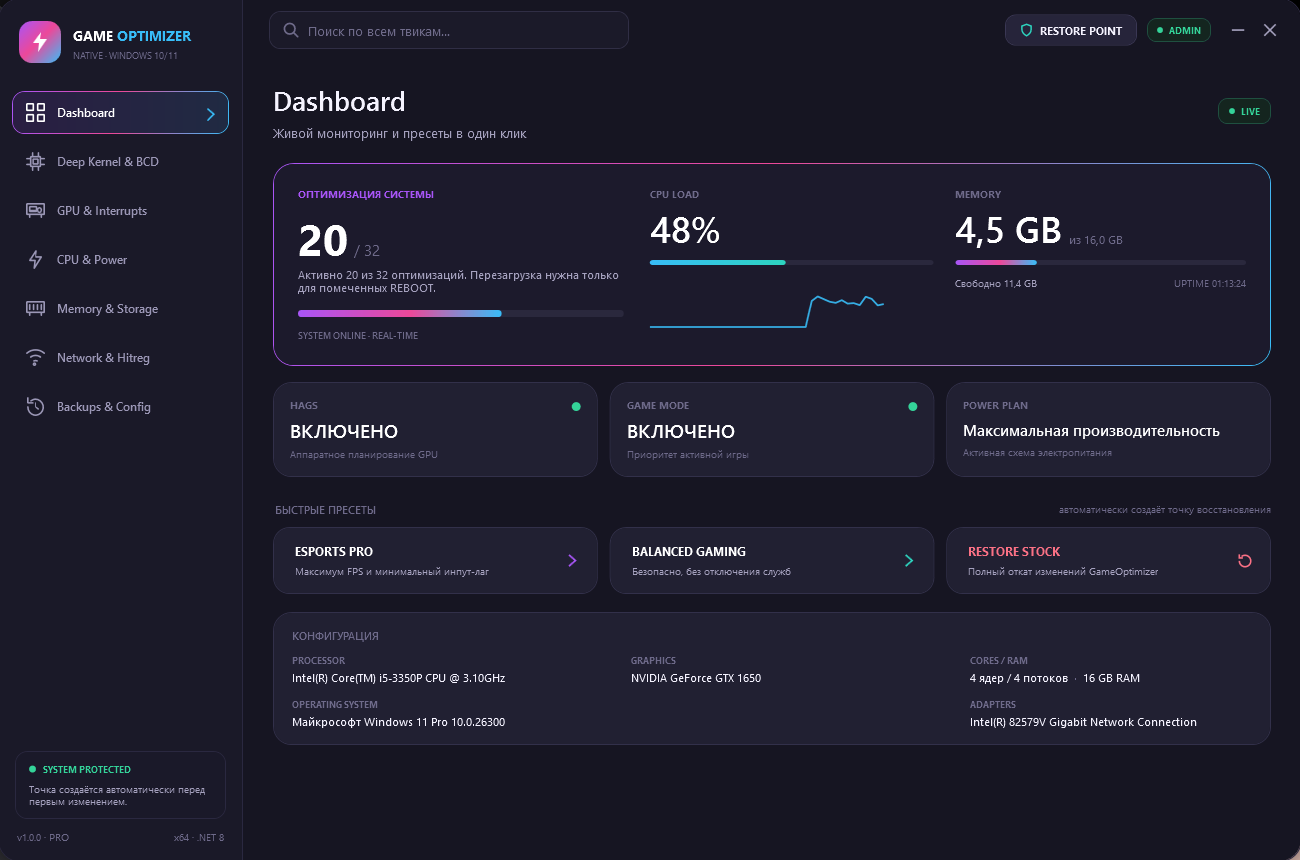 GAME OPTIMIZER
NATIVE · WINDOWS 10/11
Поиск по всем твикам...
RESTORE POINT
ADMIN
Dashboard
Deep Kernel & BCD
GPU & Interrupts
CPU & Power
Memory & Storage
Network & Hitreg
Backups & Config
Dashboard
Живой мониторинг и пресеты в один клик
LIVE
ОПТИМИЗАЦИЯ СИСТЕМЫ
20 / 32
Активно 20 из 32 оптимизаций. Перезагрузка нужна только
для помеченных REBOOT.
SYSTEM ONLINE · REAL-TIME
CPU LOAD
48%
MEMORY
4,5 GB из 16,0 GB
Свободно 11,4 GB
UPTIME 01:13:24
HAGS
ВКЛЮЧЕНО
Аппаратное планирование GPU
GAME MODE
ВКЛЮЧЕНО
Приоритет активной игры
POWER PLAN
Максимальная производительность
Активная схема электропитания
БЫСТРЫЕ ПРЕСЕТЫ
автоматически создаёт точку восстановления
ESPORTS PRO
Максимум FPS и минимальный инпут-лаг
BALANCED GAMING
Безопасно, без отключения служб
RESTORE STOCK
Полный откат изменений GameOptimizer
КОНФИГУРАЦИЯ
PROCESSOR
Intel(R) Core(TM) i5-3350P CPU @ 3.10GHz
GRAPHICS
NVIDIA GeForce GTX 1650
CORES / RAM
4 ядер / 4 потоков · 16 GB RAM
OPERATING SYSTEM
Майкрософт Windows 11 Pro 10.0.26300
ADAPTERS
Intel(R) 82579V Gigabit Network Connection
SYSTEM PROTECTED
Точка создаётся автоматически перед
первым изменением.
v1.0.0 · PRO
x64 · .NET 8